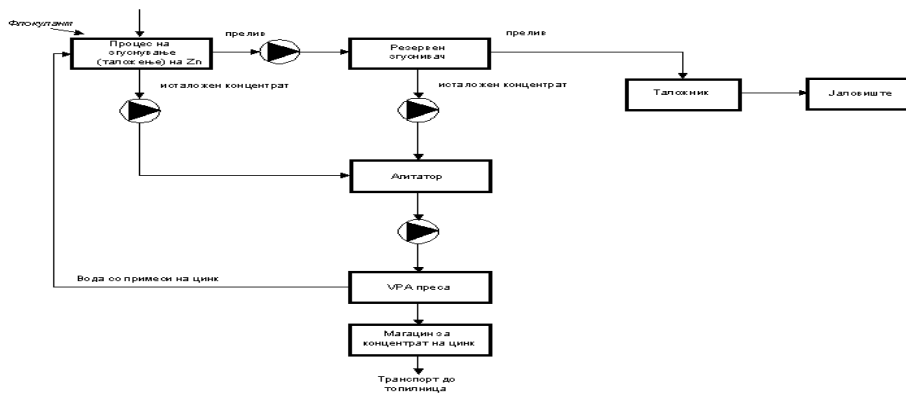 Флокулант
Процес на
згуснување
(таложење) на Zn
прелив
Резервен
згуснивач
прелив
исталожен концентрат
исталожен концентрат
Таложник
Јаловиште
Агитатор
Вода со примеси на цинк
VPA преса
Магацин за
концентрат на цинк
Транспорт до
топилница